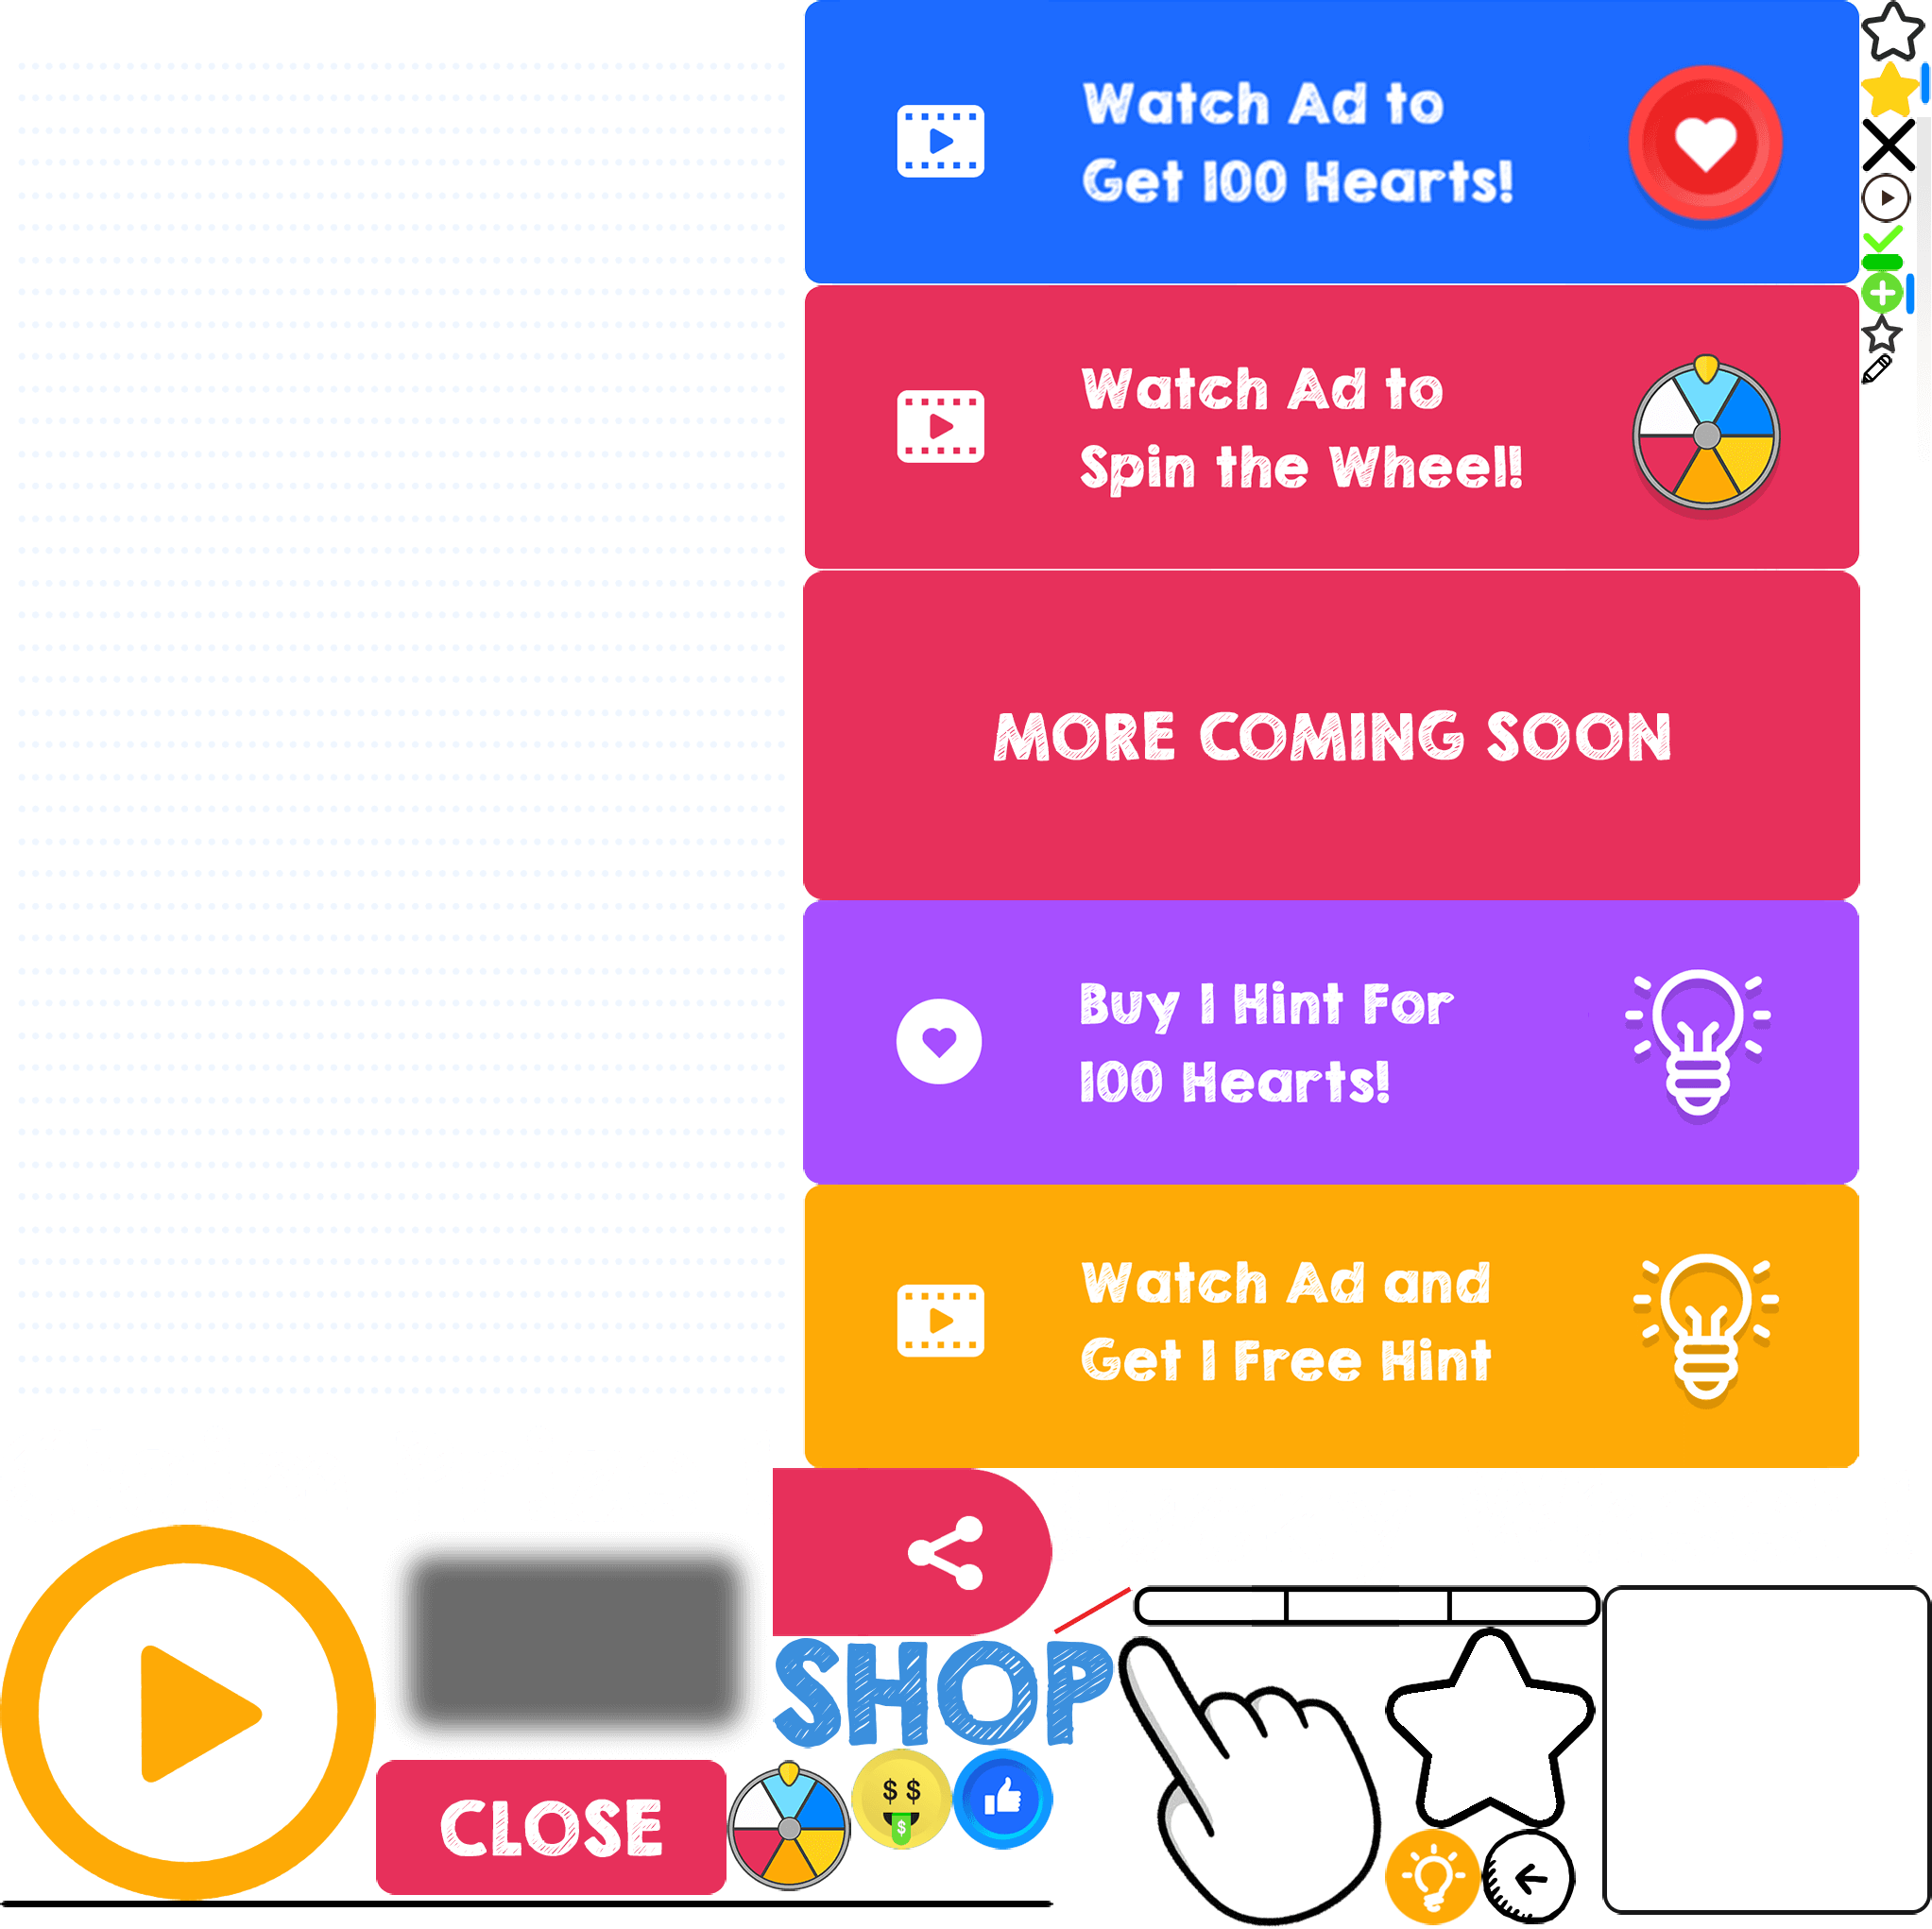 Watch Ad to
Get 100 Hearts!
Watch Ad to
Spin the Wheel!
MORE COMING SOON
Buy 1 Hint For
100 Hearts!
Watch Ad and
Get 1 Free Hint
SHOP
$ $
$
CLOSE